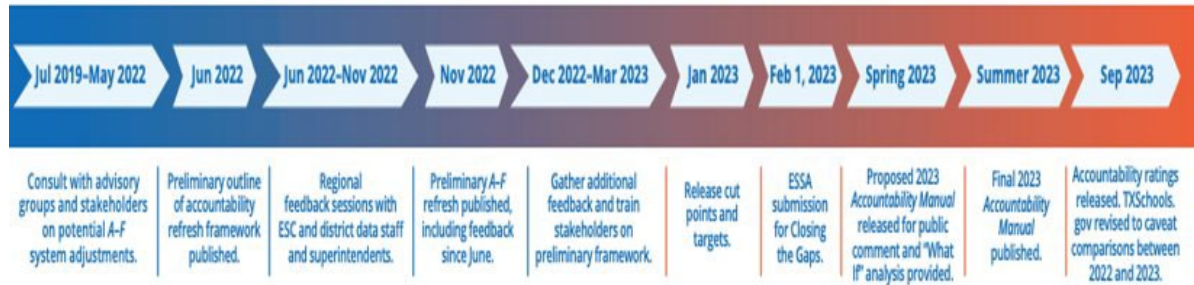 Jul 2019–May 2022
Jun 2022
Jun 2022–Nov 2022
Nov 2022
Dec 2022–Mar 2023
Jan 2023
Feb 1, 2023
Spring 2023
Summer 2023
Sep 2023
Consult with advisory
groups and stakeholders
on potential A–F
system adjustments.
Preliminary outline
of accountability
refresh framework
published.
Regional
feedback sessions with
ESC and district data staff
and superintendents.
Preliminary A–F
refresh published,
including feedback
since June.
Gather additional
feedback and train
stakeholders on
preliminary framework.
Release cut
points and
targets.
ESSA
submission
for Closing
the Gaps.
Proposed 2023
Accountability Manual
released for public
comment and "What
If" analysis provided.
Final 2023
Accountability
Manual
published.
Accountability ratings
released. TXSchools.
gov revised to caveat
comparisons between
2022 and 2023.